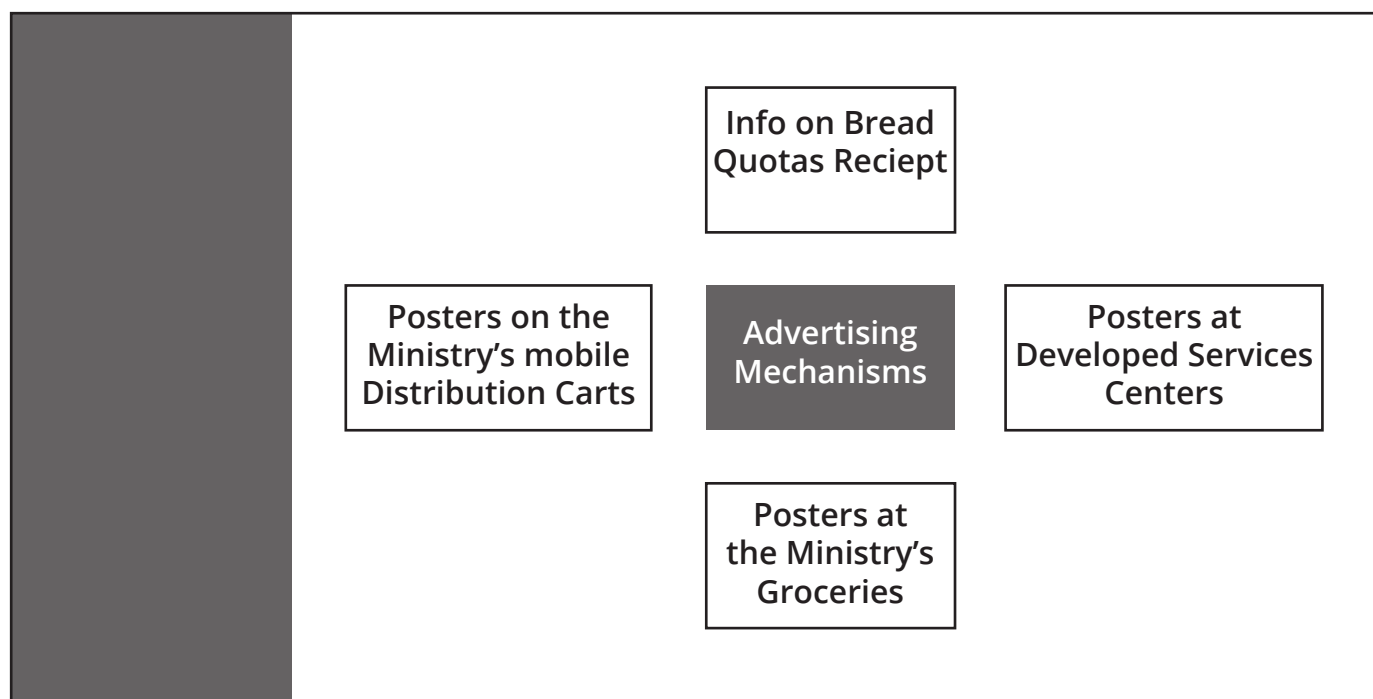 Info on Bread
Quotas Reciept
Posters on the
Ministry’s mobile
Distribution Carts
Advertising
Mechanisms
Posters at
Developed Services
Centers
Posters at
the Ministry’s
Groceries